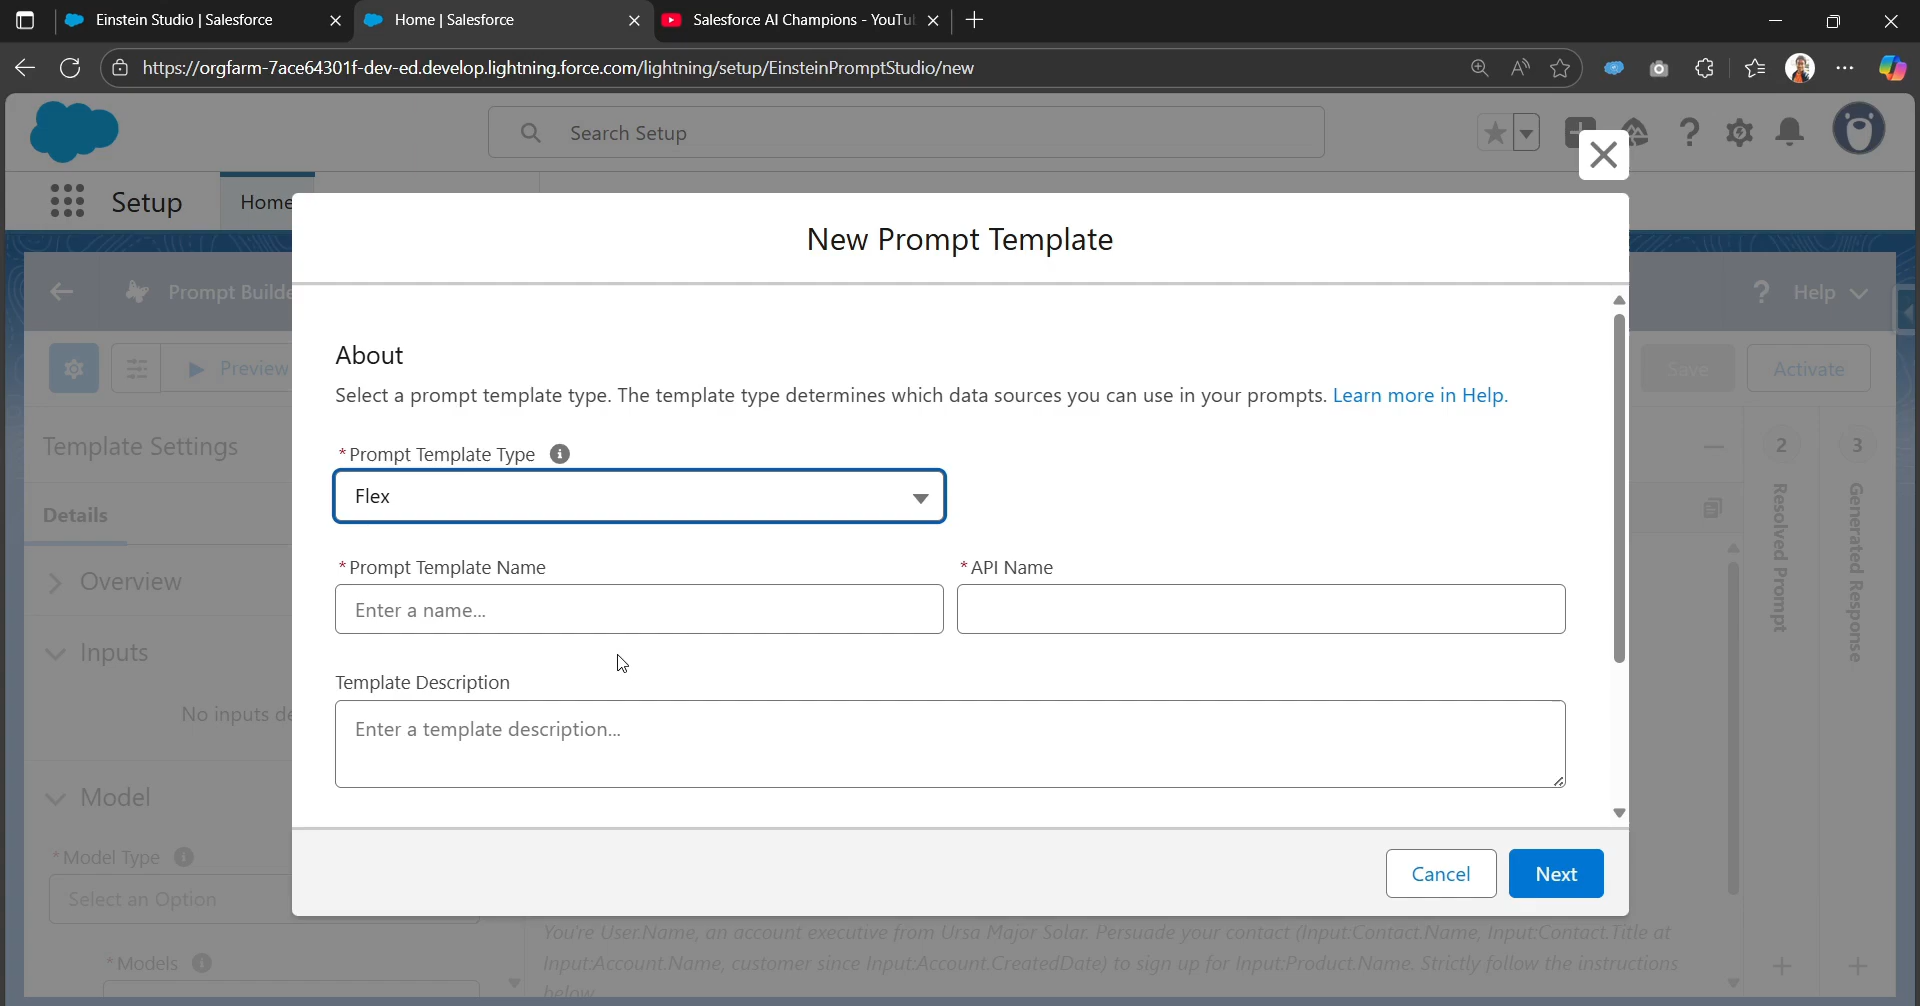 Einstein Studio | Salesforce
Home | Salesforce
Salesforce AI Champions - YouTu
https://orgfarm-7ace64301f-dev-ed.develop.lightning.force.com/lightning/setup/EinsteinPromptStudio/new
Search Setup
Setup
Home
New Prompt Template
Prompt Builde
? Help
Preview
Save
Activate
About
Select a prompt template type. The template type determines which data sources you can use in your prompts. Learn more in Help.
Template Settings
* Prompt Template Type
Flex
2
3
Resolved Prompt
Generated Response
Details
* Prompt Template Name
* API Name
Overview
Enter a name...
Inputs
Template Description
No inputs de
Enter a template description...
Model
* Model Type
Cancel
Next
Select an Option
You're User.Name, an account executive from Ursa Major Solar. Persuade your contact (Input:Contact.Name, Input:Contact.Title at
* Models
Input:Account.Name, customer since Input:Account.CreatedDate) to sign up for Input:Product.Name. Strictly follow the instructions
below